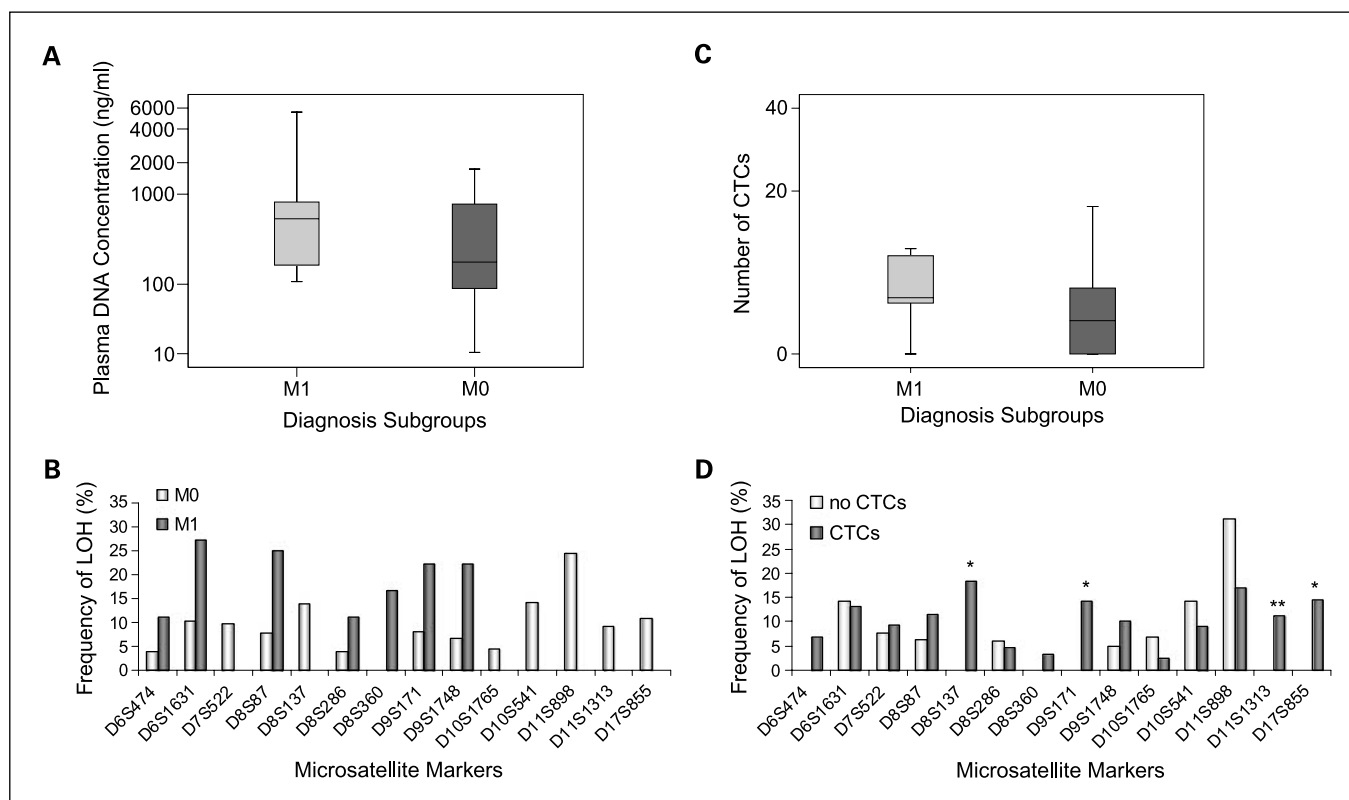 A
Plasma DNA Concentration (ng/ml)
6000
4000
2000
1000
100
10
M1 M0
Diagnosis Subgroups
C
Number of CTCs
40
20
0
M1 M0
Diagnosis Subgroups
B
Frequency of LOH (%)
35
30
25
20
15
10
5
0
M0
M1
D6S474 D6S1631 D7S522 D8S87 D8S137 D8S286 D8S360 D9S171 D9S1748 D10S1765 D10S541 D11S898 D11S1313 D17S855
Microsatellite Markers
D
Frequency of LOH (%)
35
30
25
20
15
10
5
0
no CTCs
CTCs
* * ** *
D6S474 D6S1631 D7S522 D8S87 D8S137 D8S286 D8S360 D9S171 D9S1748 D10S1765 D10S541 D11S898 D11S1313 D17S855
Microsatellite Markers